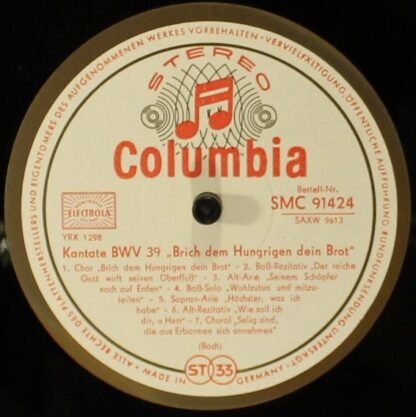 ALLE RECHTE DES PLATTENHERSTELLERS UND EIGENTÜMERS DES AUFGENOMMENEN WERKES VORBEHALTEN · VERVIELFÄLTIGUNG, ÖFFENTLICHE AUFFÜHRUNG, RUNDFUNKSENDUNG UNTERSAGT ·
STEREO
Columbia
Bestell-Nr.
SMC 91424
SAXW 9613
ELECTROLA
YRX 1298
Kantate BWV 39 „Brich dem Hungrigen dein Brot"
1. Chor „Brich dem Hungrigen dein Brot" - 2. Baß-Rezitativ „Der reiche
Gott wirft seinen Überfluß" - 3. Alt-Arie „Seinem Schöpfer
noch auf Erden" - 4. Baß-Solo „Wohlzutun und mitzu-
teilen" - 5. Sopran-Arie „Höchster, was ich
habe" - 6. Alt-Rezitativ „Wie soll ich
dir, o Herr" - 7. Choral „Selig sind,
die aus Erbarmen sich annehmen"
(Bach)
MADE IN ST 33 GERMANY